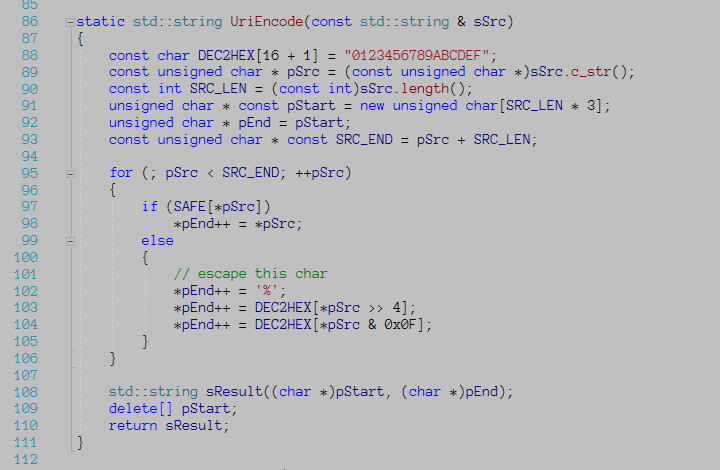 85
86 static std::string UriEncode(const std::string & sSrc)
87 {
88     const char DEC2HEX[16 + 1] = "0123456789ABCDEF";
89     const unsigned char * pSrc = (const unsigned char *)sSrc.c_str();
90     const int SRC_LEN = (const int)sSrc.length();
91     unsigned char * const pStart = new unsigned char[SRC_LEN * 3];
92     unsigned char * pEnd = pStart;
93     const unsigned char * const SRC_END = pSrc + SRC_LEN;
94
95     for (; pSrc < SRC_END; ++pSrc)
96     {
97         if (SAFE[*pSrc])
98             *pEnd++ = *pSrc;
99         else
100         {
101             // escape this char
102             *pEnd++ = '%';
103             *pEnd++ = DEC2HEX[*pSrc >> 4];
104             *pEnd++ = DEC2HEX[*pSrc & 0x0F];
105         }
106     }
107
108     std::string sResult((char *)pStart, (char *)pEnd);
109     delete[] pStart;
110     return sResult;
111 }
112